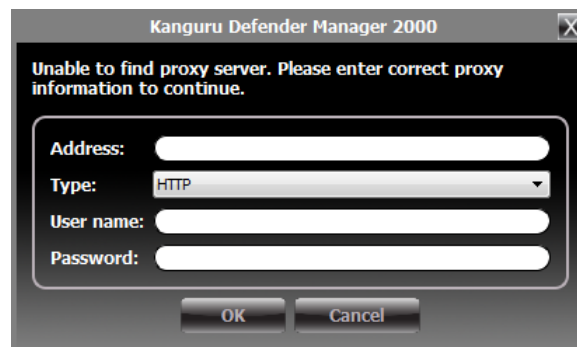 Kanguru Defender Manager 2000
X
Unable to find proxy server. Please enter correct proxy
information to continue.
Address:
Type: HTTP
User name:
Password:
OK Cancel